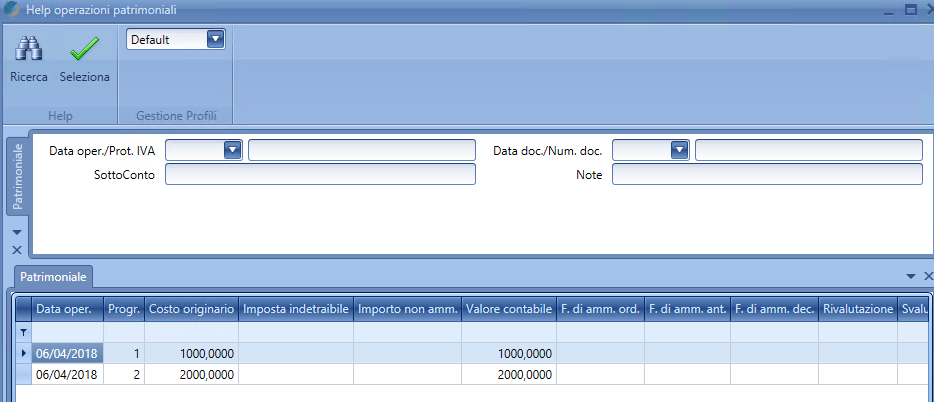 Help operazioni patrimoniali
Default
Ricerca Seleziona
Help Gestione Profili
Patrimoniale
Data oper./Prot. IVA Data doc./Num. doc.
SottoConto Note
Patrimoniale
Data oper. Progr. Costo originario Imposta indetraibile Importo non amm. Valore contabile F. di amm. ord. F. di amm. ant. F. di amm. dec. Rivalutazione Svalu
06/04/2018 1 1000,0000 1000,0000
06/04/2018 2 2000,0000 2000,0000